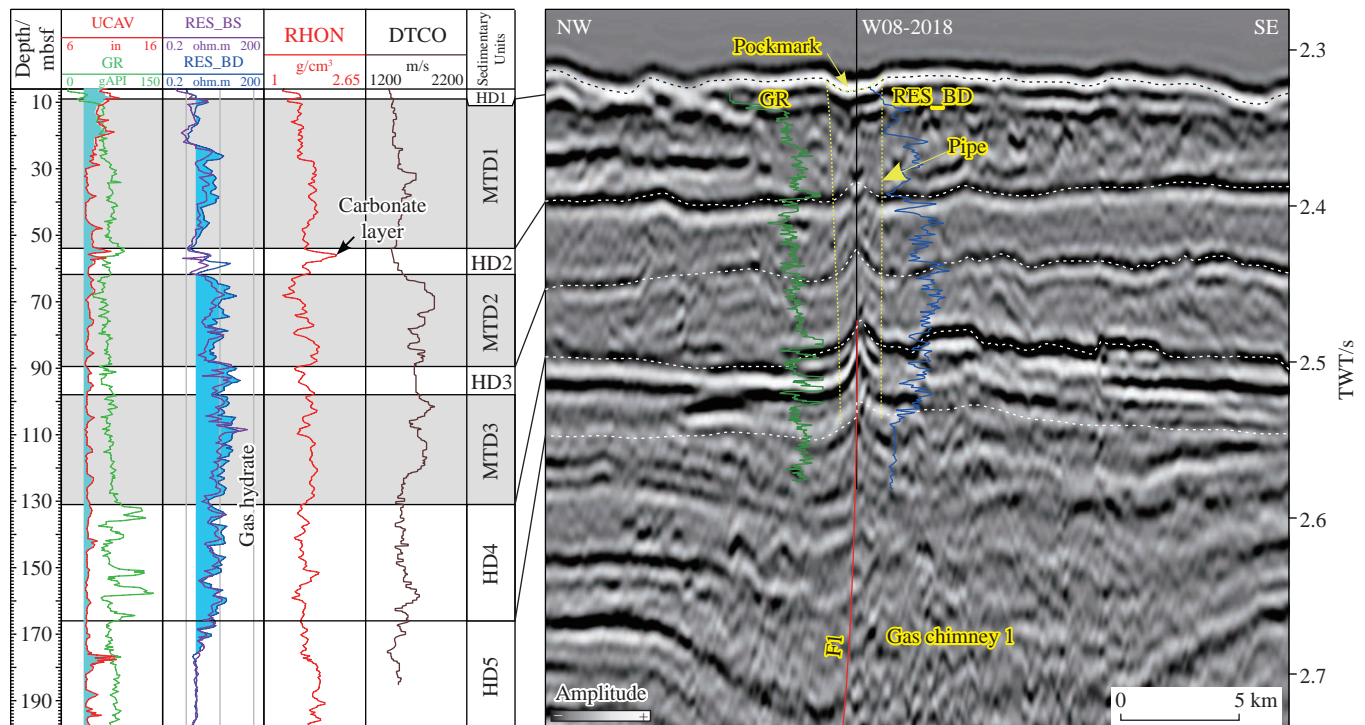 Depth/
mbsf
UCAV
6 in 16
GR
0 gAPI 150
RES_BS
0.2 ohm.m 200
RES_BD
0.2 ohm.m 200
RHON
g/cm³
1 2.65
DTCO
m/s
1200 2200
Sedimentary
Units
10
30
50
70
90
110
130
150
170
190
HD1
MTD1
HD2
MTD2
HD3
MTD3
HD4
HD5
Carbonate
layer
Gas hydrate
NW
W08-2018
SE
Pockmark
GR
RES_BD
Pipe
F1
Gas chimney 1
Amplitude
− +
0 5 km
2.3
2.4
2.5
2.6
2.7
TWT/s